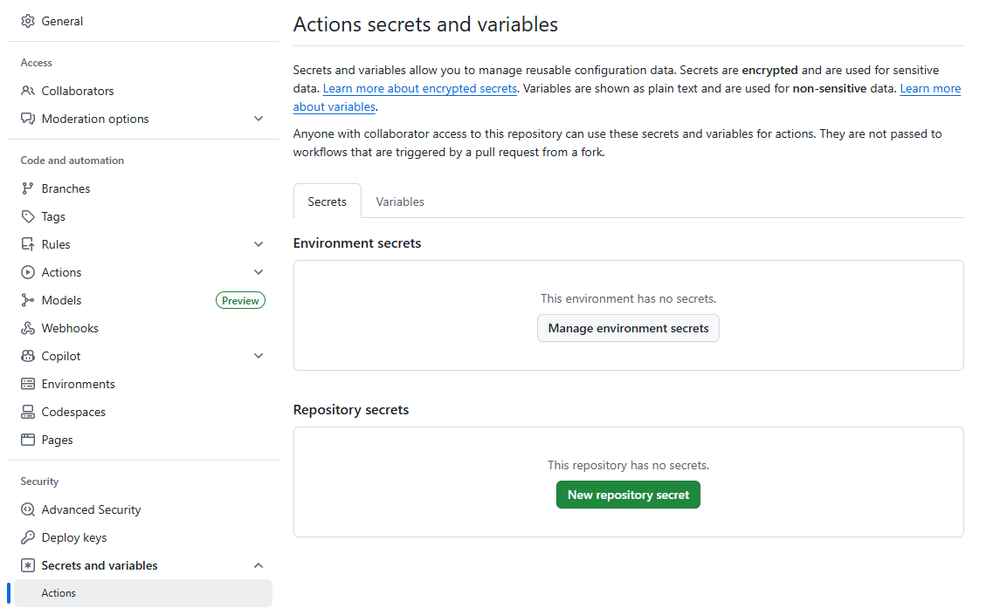 General
Access
Collaborators
Moderation options
Code and automation
Branches
Tags
Rules
Actions
Models
Preview
Webhooks
Copilot
Environments
Codespaces
Pages
Security
Advanced Security
Deploy keys
Secrets and variables
Actions
Actions secrets and variables
Secrets and variables allow you to manage reusable configuration data. Secrets are encrypted and are used for sensitive
data. Learn more about encrypted secrets. Variables are shown as plain text and are used for non-sensitive data. Learn more
about variables.
Anyone with collaborator access to this repository can use these secrets and variables for actions. They are not passed to
workflows that are triggered by a pull request from a fork.
Secrets
Variables
Environment secrets
This environment has no secrets.
Manage environment secrets
Repository secrets
This repository has no secrets.
New repository secret